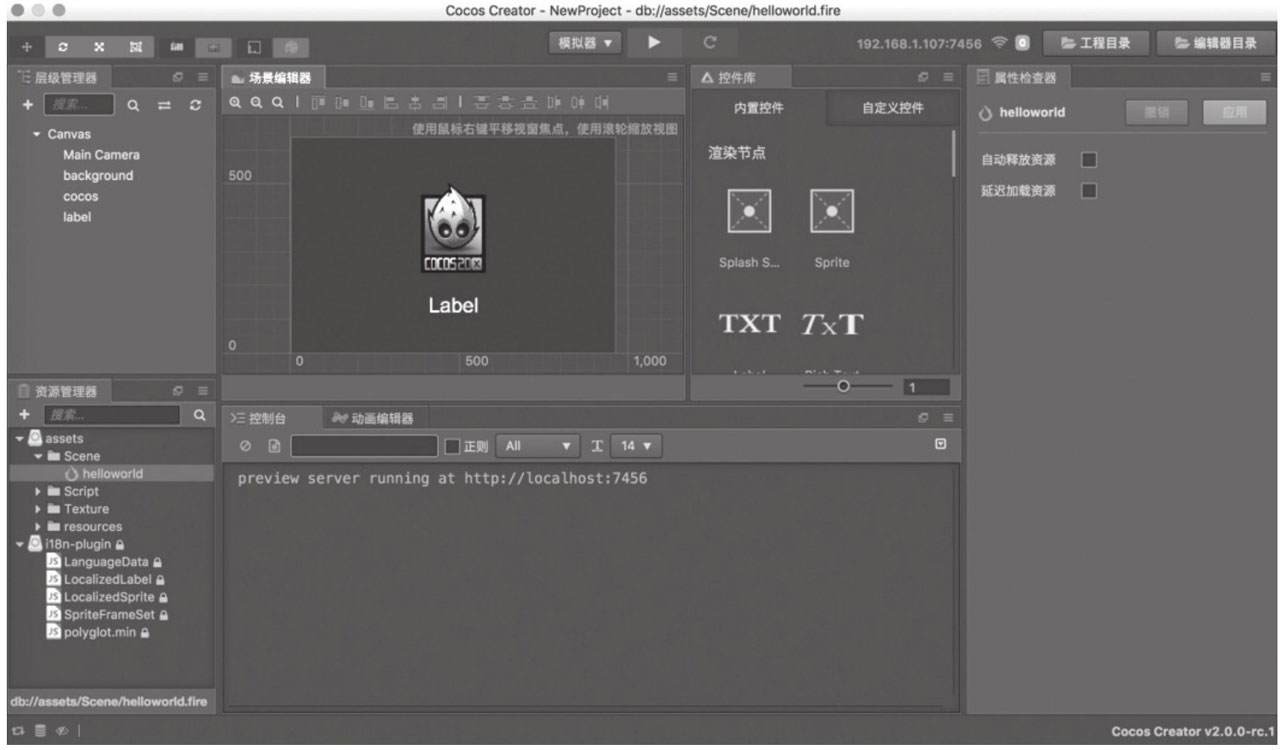 Cocos Creator - NewProject - db://assets/Scene/helloworld.fire
模拟器
192.168.1.107:7456
0
工程目录
编辑器目录
层级管理器
搜索...
Canvas
Main Camera
background
cocos
label
场景编辑器
使用鼠标右键平移视窗焦点，使用滚轮缩放视图
500
COCOS2DX
Label
0
0
500
1,000
控件库
内置控件
自定义控件
渲染节点
Splash S...
Sprite
TXT
TxT
Label
Rich Text
1
属性检查器
helloworld
撤销
应用
自动释放资源
延迟加载资源
资源管理器
搜索...
assets
Scene
helloworld
Script
Texture
resources
i18n-plugin
JS LanguageData
JS LocalizedLabel
JS LocalizedSprite
JS SpriteFrameSet
JS polyglot.min
db://assets/Scene/helloworld.fire
控制台
动画编辑器
正则
All
14
preview server running at http://localhost:7456
Cocos Creator v2.0.0-rc.1